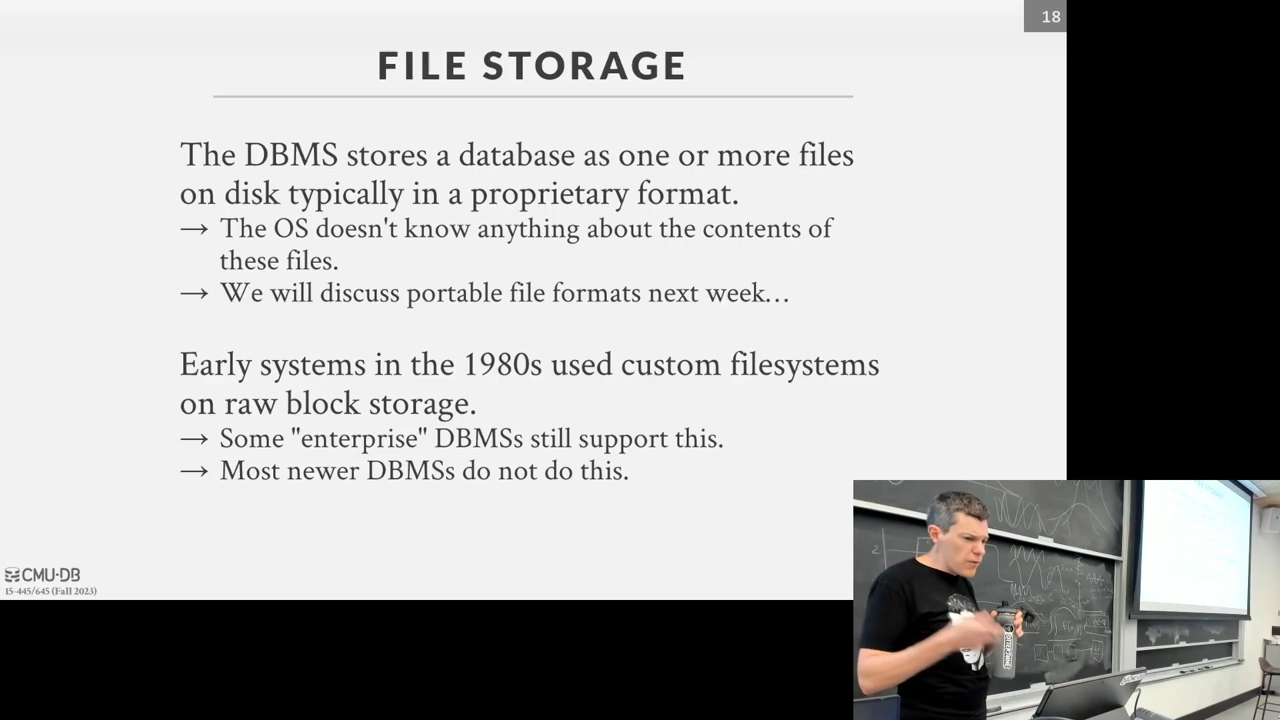 18
FILE STORAGE
The DBMS stores a database as one or more files
on disk typically in a proprietary format.
→ The OS doesn't know anything about the contents of
these files.
→ We will discuss portable file formats next week…
Early systems in the 1980s used custom filesystems
on raw block storage.
→ Some "enterprise" DBMSs still support this.
→ Most newer DBMSs do not do this.
CMU·DB
15-445/645 (Fall 2023)
2